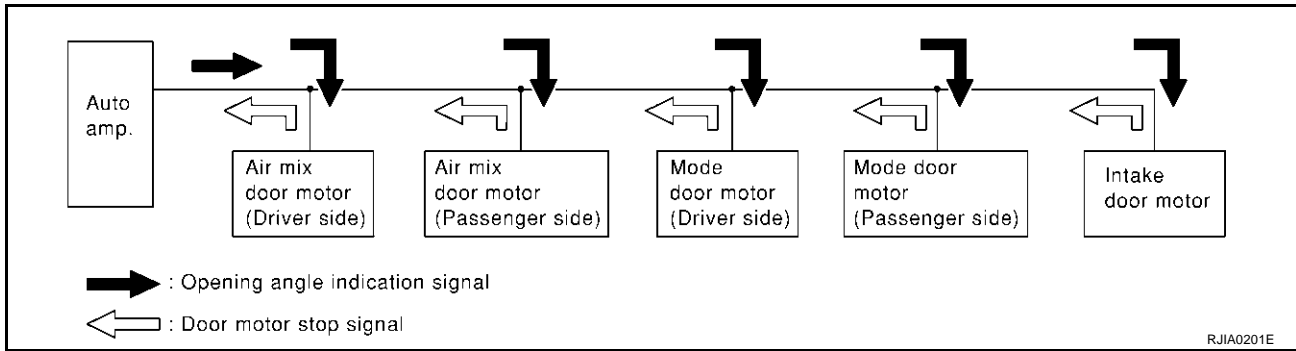 Auto
amp.
Air mix
door motor
(Driver side)
Air mix
door motor
(Passenger side)
Mode
door motor
(Driver side)
Mode door
motor
(Passenger side)
Intake
door motor
: Opening angle indication signal
: Door motor stop signal
RJIA0201E